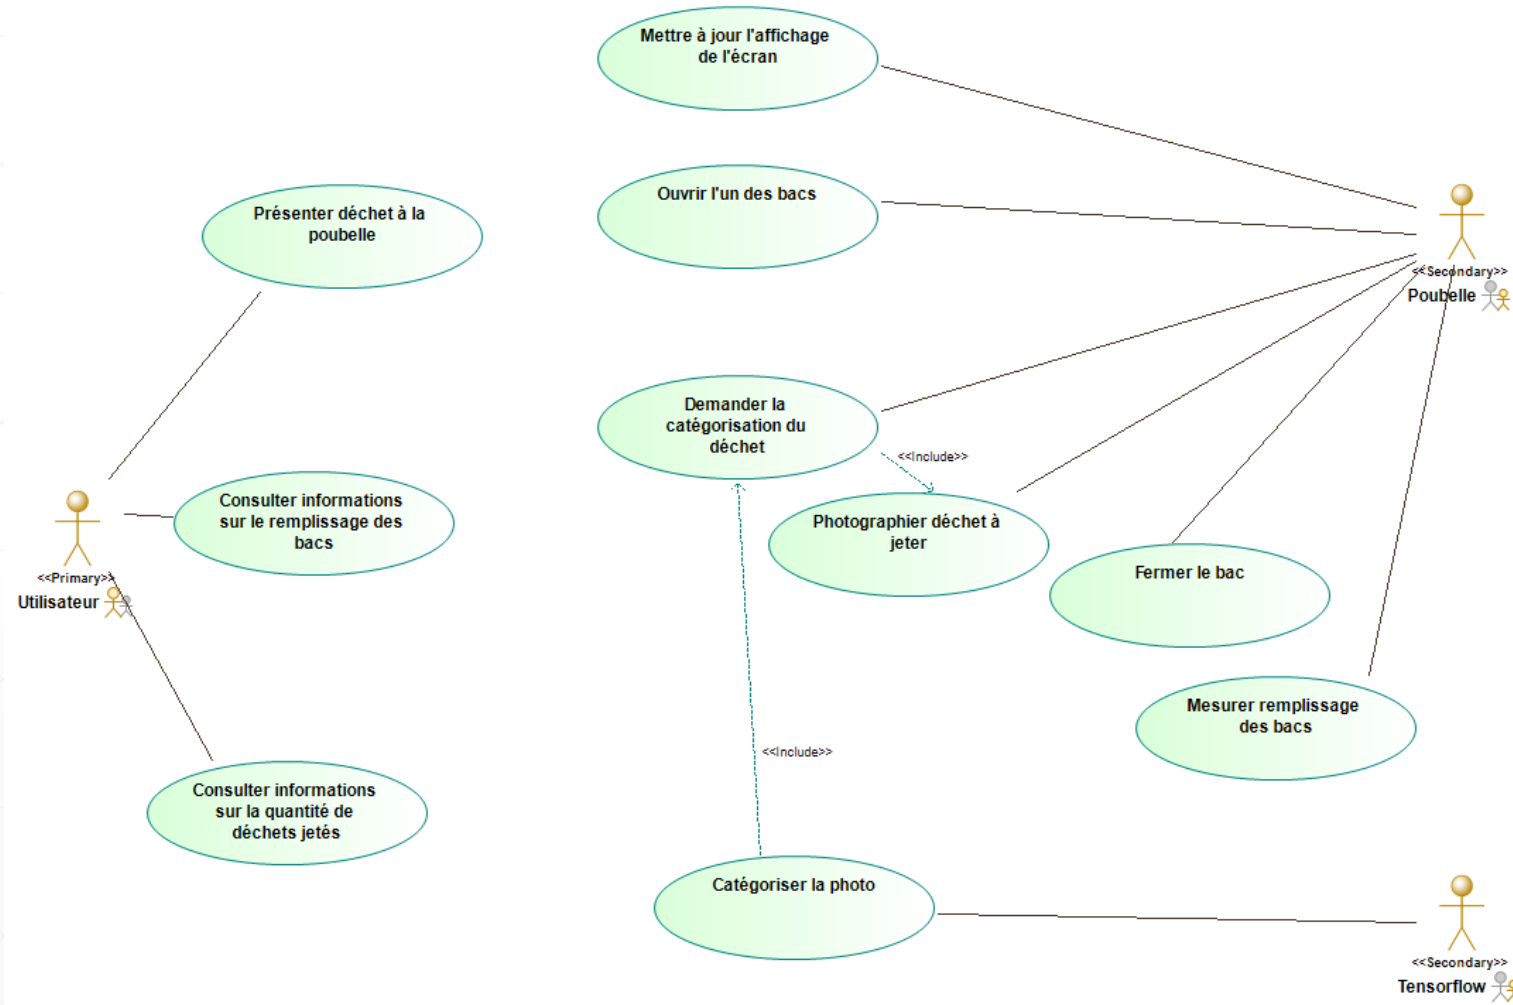 Mettre à jour l'affichage
de l'écran
Ouvrir l'un des bacs
Présenter déchet à la
poubelle
<<Secondary>>
Poubelle
Demander la
catégorisation du
déchet
<<Include>>
Consulter informations
sur le remplissage des
bacs
Photographier déchet à
jeter
Fermer le bac
<<Primary>>
Utilisateur
Mesurer remplissage
des bacs
<<Include>>
Consulter informations
sur la quantité de
déchets jetés
Catégoriser la photo
<<Secondary>>
Tensorflow